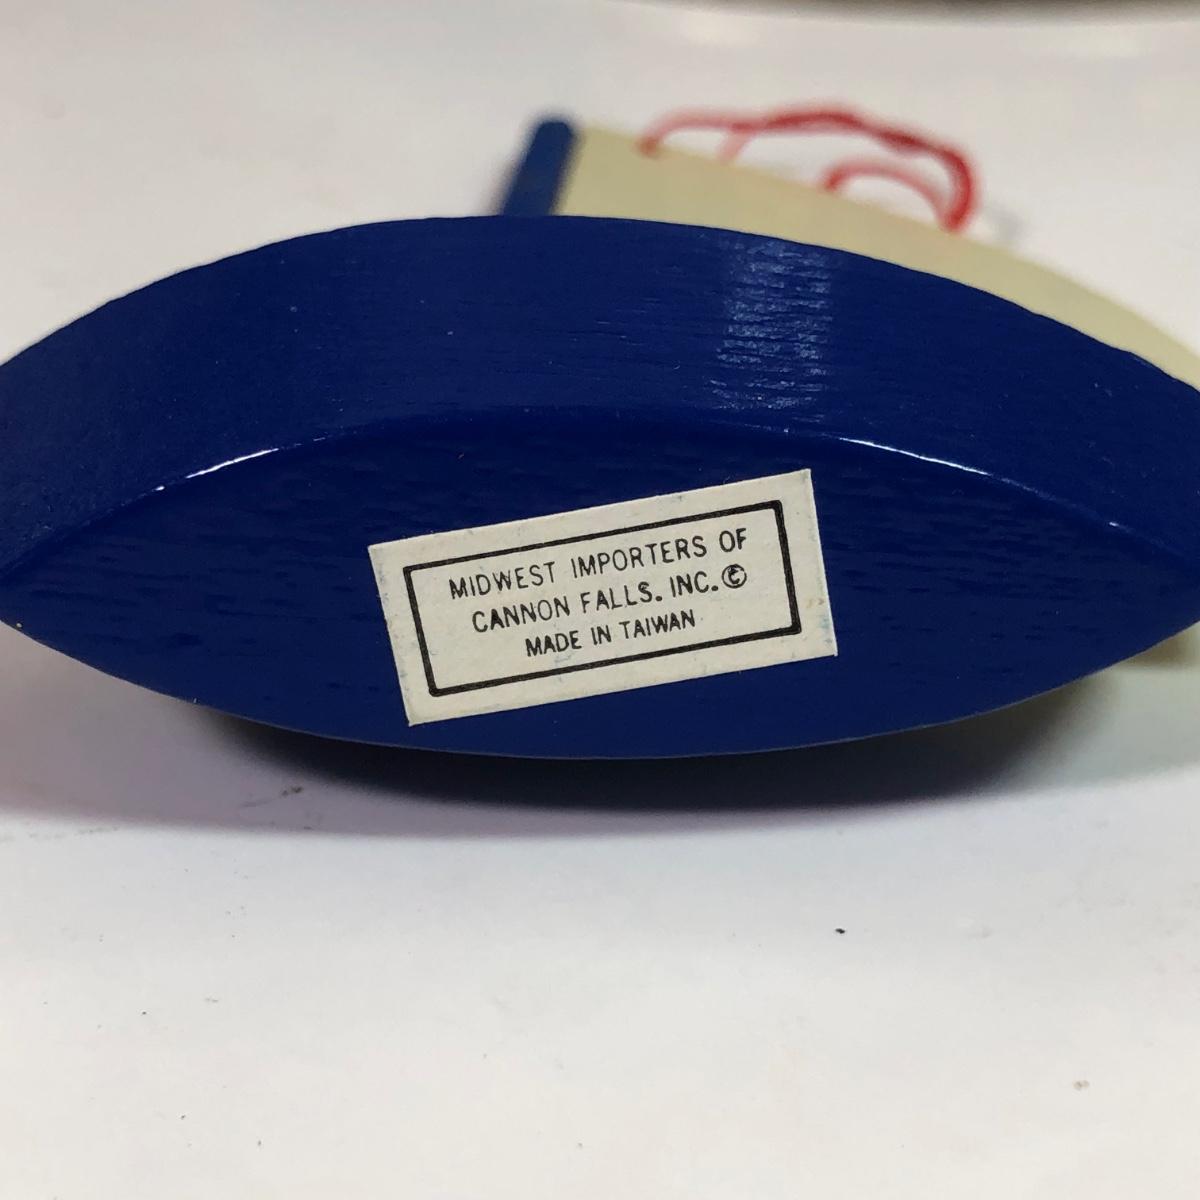 MIDWEST IMPORTERS OF
CANNON FALLS. INC.©
MADE IN TAIWAN